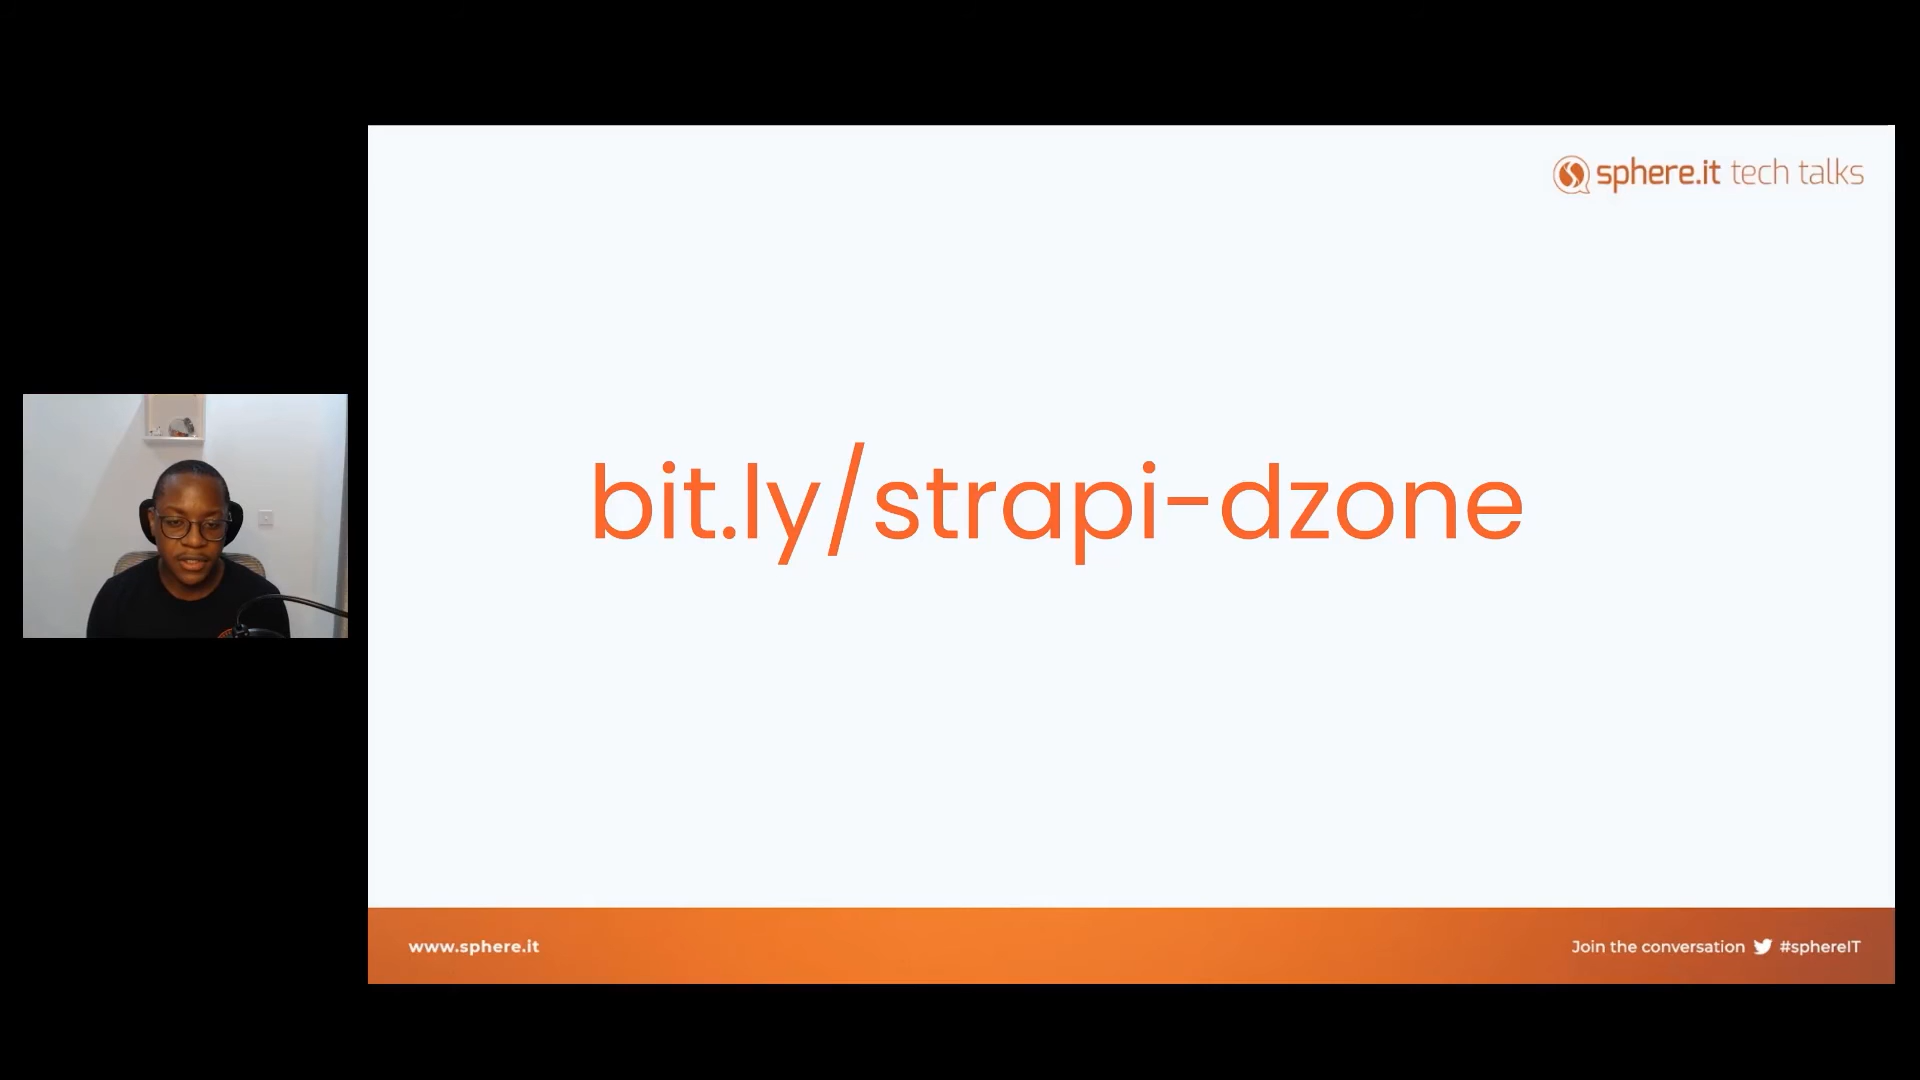 sphere.it tech talks
bit.ly/strapi-dzone
www.sphere.it
Join the conversation #sphereIT